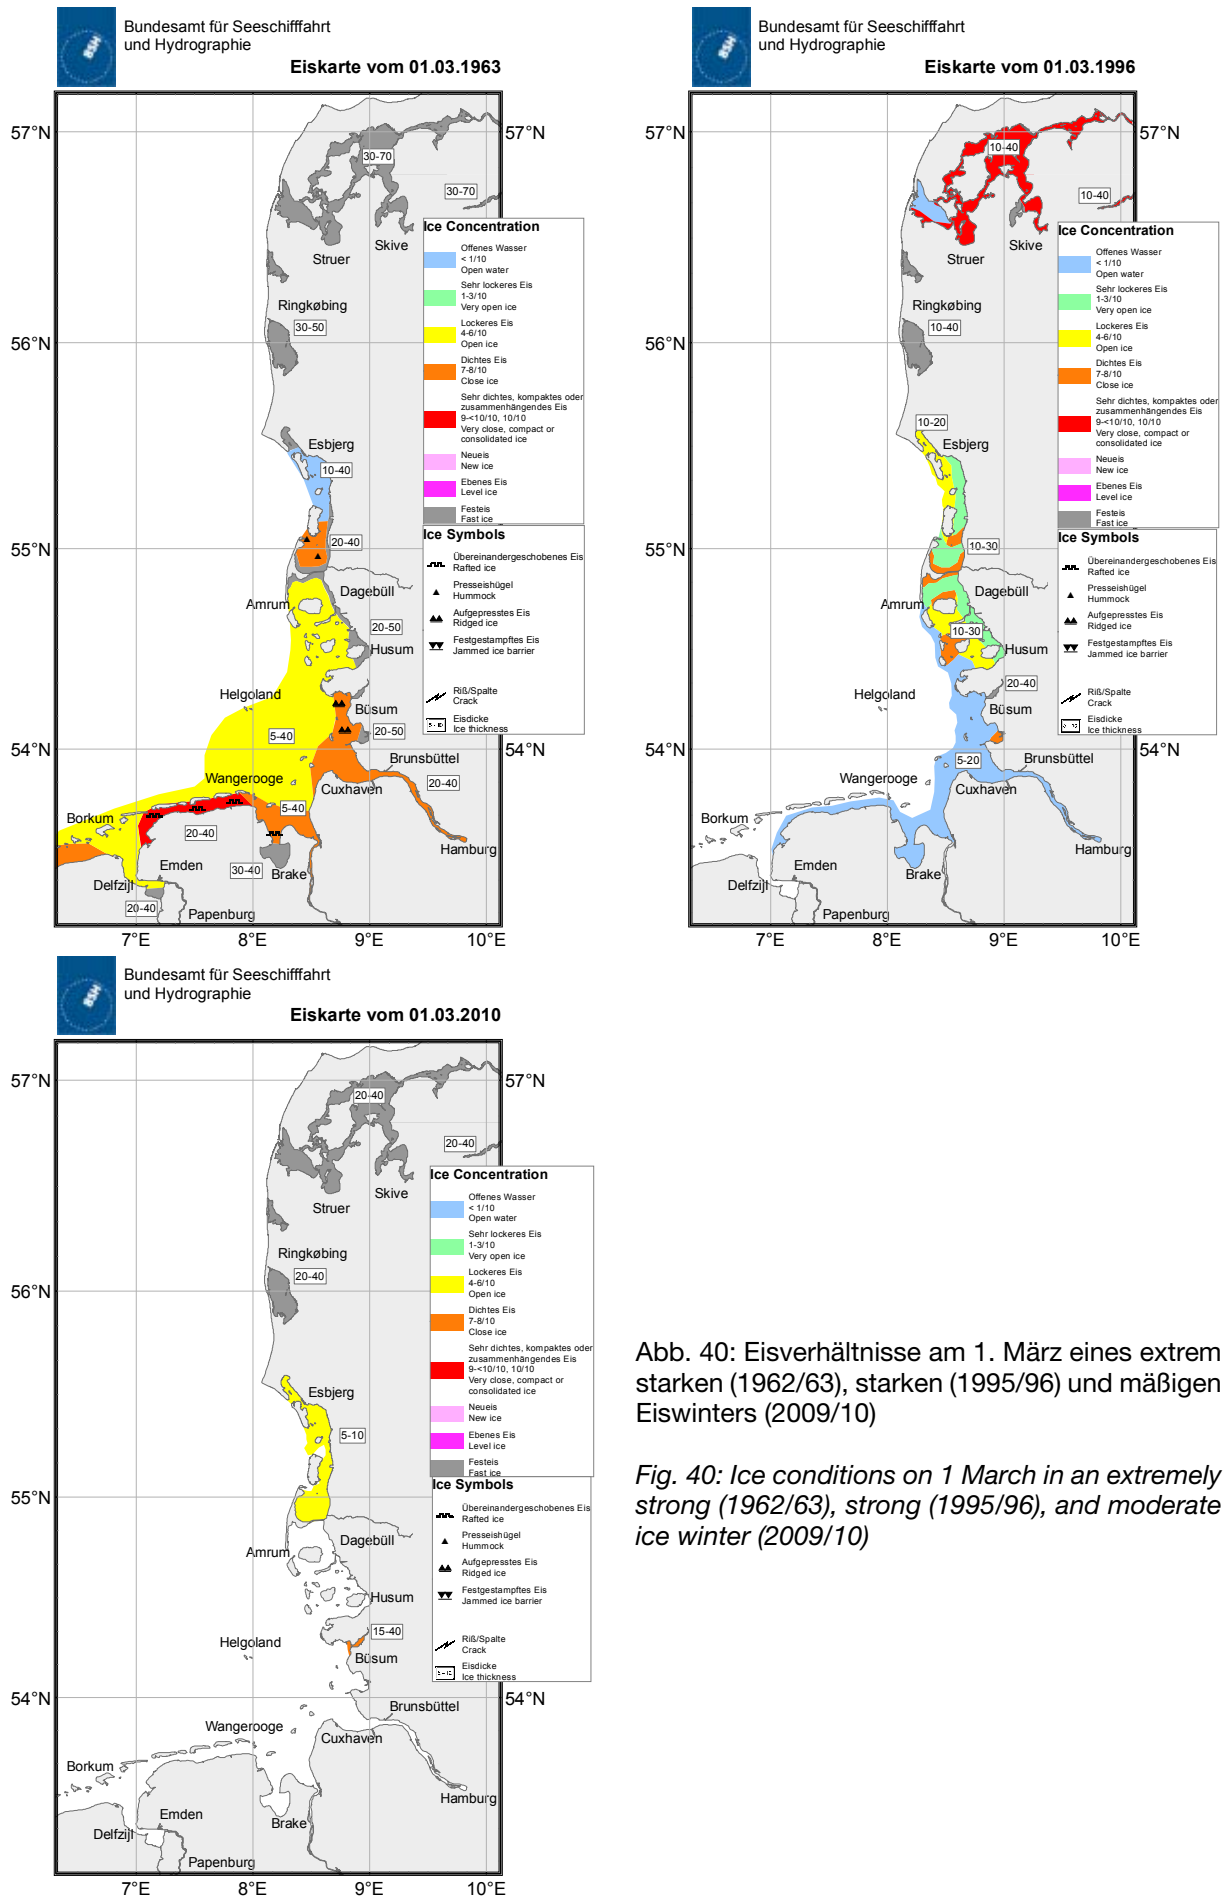 Bundesamt für Seeschifffahrt
und Hydrographie
Eiskarte vom 01.03.1963
57°N
57°N
30-70
30-70
Skive
Struer
Ringkøbing
30-50
56°N
Esbjerg
10-40
55°N
20-40
Dagebüll
Amrum
20-50
Husum
Helgoland
Büsum
20-50
5-40
54°N
54°N
Brunsbüttel
Wangerooge
20-40
Cuxhaven
5-40
Borkum
20-40
Hamburg
Emden
30-40
Brake
Delfzijl
20-40
Papenburg
7°E
8°E
9°E
10°E
Ice Concentration
Offenes Wasser
< 1/10
Open water
Sehr lockeres Eis
1-3/10
Very open ice
Lockeres Eis
4-6/10
Open ice
Dichtes Eis
7-8/10
Close ice
Sehr dichtes, kompaktes oder
zusammenhängendes Eis
9-<10/10, 10/10
Very close, compact or
consolidated ice
Neueis
New ice
Ebenes Eis
Level ice
Festeis
Fast ice
Ice Symbols
Übereinandergeschobenes Eis
Rafted ice
Presseishügel
Hummock
Aufgepresstes Eis
Ridged ice
Festgestampftes Eis
Jammed ice barrier
Riß/Spalte
Crack
Eisdicke
Ice thickness
Bundesamt für Seeschifffahrt
und Hydrographie
Eiskarte vom 01.03.1996
57°N
57°N
10-40
10-40
Skive
Struer
Ringkøbing
10-40
56°N
10-20
Esbjerg
55°N
10-30
Dagebüll
Amrum
10-30
Husum
20-40
Helgoland
Büsum
54°N
54°N
5-20
Brunsbüttel
Wangerooge
Cuxhaven
Borkum
Hamburg
Emden
Brake
Delfzijl
Papenburg
7°E
8°E
9°E
10°E
Ice Concentration
Offenes Wasser
< 1/10
Open water
Sehr lockeres Eis
1-3/10
Very open ice
Lockeres Eis
4-6/10
Open ice
Dichtes Eis
7-8/10
Close ice
Sehr dichtes, kompaktes oder
zusammenhängendes Eis
9-<10/10, 10/10
Very close, compact or
consolidated ice
Neueis
New ice
Ebenes Eis
Level ice
Festeis
Fast ice
Ice Symbols
Übereinandergeschobenes Eis
Rafted ice
Presseishügel
Hummock
Aufgepresstes Eis
Ridged ice
Festgestampftes Eis
Jammed ice barrier
Riß/Spalte
Crack
Eisdicke
Ice thickness
Bundesamt für Seeschifffahrt
und Hydrographie
Eiskarte vom 01.03.2010
57°N
57°N
20-40
20-40
Skive
Struer
Ringkøbing
20-40
56°N
Esbjerg
5-10
55°N
Dagebüll
Amrum
Husum
15-40
Helgoland
Büsum
54°N
54°N
Brunsbüttel
Wangerooge
Cuxhaven
Borkum
Hamburg
Emden
Brake
Delfzijl
Papenburg
7°E
8°E
9°E
10°E
Ice Concentration
Offenes Wasser
< 1/10
Open water
Sehr lockeres Eis
1-3/10
Very open ice
Lockeres Eis
4-6/10
Open ice
Dichtes Eis
7-8/10
Close ice
Sehr dichtes, kompaktes oder
zusammenhängendes Eis
9-<10/10, 10/10
Very close, compact or
consolidated ice
Neueis
New ice
Ebenes Eis
Level ice
Festeis
Fast ice
Ice Symbols
Übereinandergeschobenes Eis
Rafted ice
Presseishügel
Hummock
Aufgepresstes Eis
Ridged ice
Festgestampftes Eis
Jammed ice barrier
Riß/Spalte
Crack
Eisdicke
Ice thickness
Abb. 40: Eisverhältnisse am 1. März eines extrem
starken (1962/63), starken (1995/96) und mäßigen
Eiswinters (2009/10)
Fig. 40: Ice conditions on 1 March in an extremely
strong (1962/63), strong (1995/96), and moderate
ice winter (2009/10)